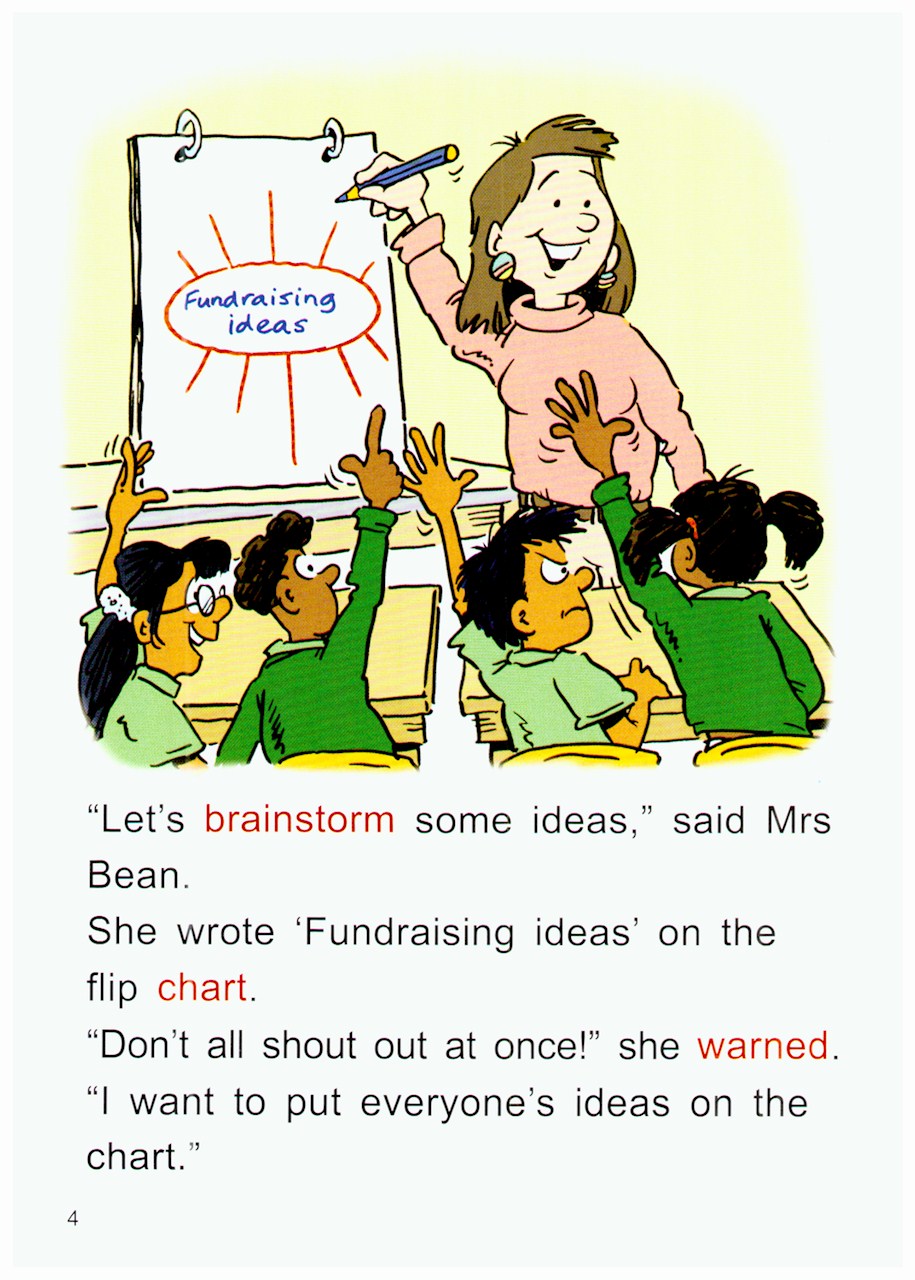 Fundraising
ideas
“Let’s brainstorm some ideas,” said Mrs
Bean.
She wrote ‘Fundraising ideas’ on the
flip chart.
“Don’t all shout out at once!” she warned.
“I want to put everyone’s ideas on the
chart.”
4